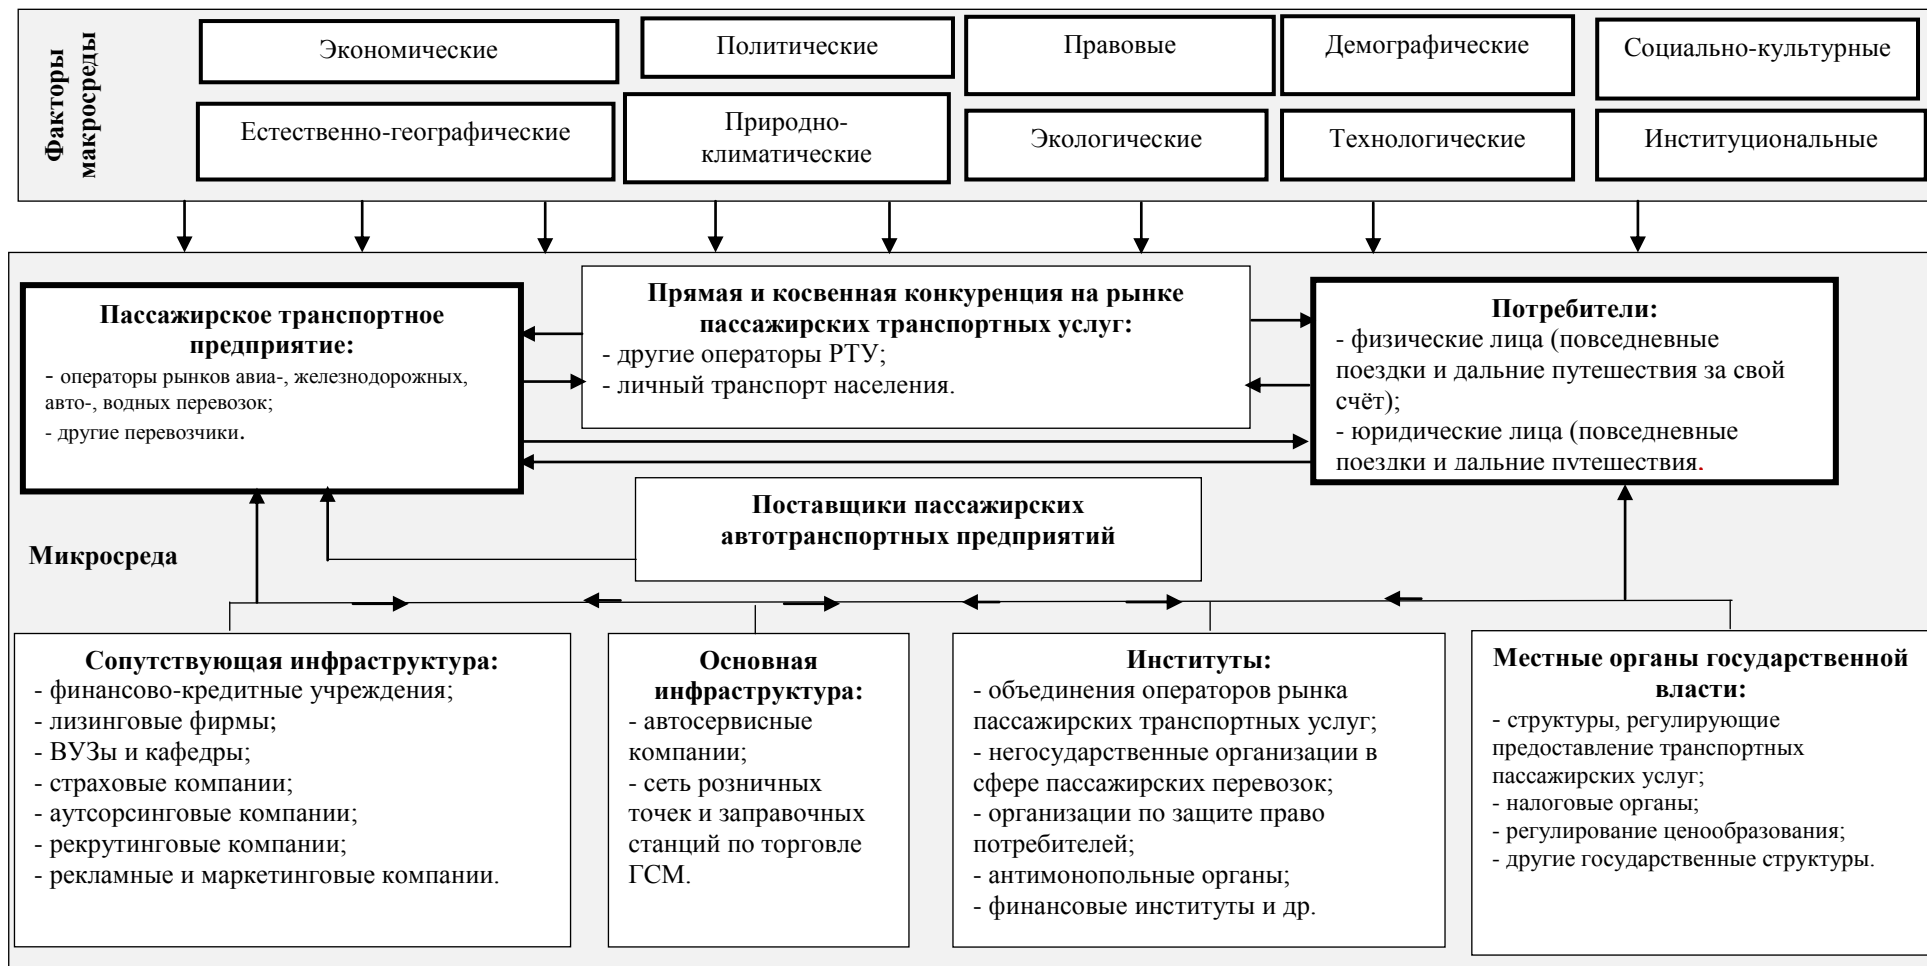 Факторы
макросреды
Экономические
Политические
Правовые
Демографические
Социально-культурные
Естественно-географические
Природно-
климатические
Экологические
Технологические
Институциональные
Пассажирское транспортное
предприятие:
- операторы рынков авиа-, железнодорожных,
авто-, водных перевозок;
- другие перевозчики.
Прямая и косвенная конкуренция на рынке
пассажирских транспортных услуг:
- другие операторы РТУ;
- личный транспорт населения.
Потребители:
- физические лица (повседневные
поездки и дальние путешествия за свой
счёт);
- юридические лица (повседневные
поездки и дальние путешествия.
Поставщики пассажирских
автотранспортных предприятий
Микросреда
Сопутствующая инфраструктура:
- финансово-кредитные учреждения;
- лизинговые фирмы;
- ВУЗы и кафедры;
- страховые компании;
- аутсорсинговые компании;
- рекрутинговые компании;
- рекламные и маркетинговые компании.
Основная
инфраструктура:
- автосервисные
компании;
- сеть розничных
точек и заправочных
станций по торговле
ГСМ.
Институты:
- объединения операторов рынка
пассажирских транспортных услуг;
- негосударственные организации в
сфере пассажирских перевозок;
- организации по защите право
потребителей;
- антимонопольные органы;
- финансовые институты и др.
Местные органы государственной
власти:
- структуры, регулирующие
предоставление транспортных
пассажирских услуг;
- налоговые органы;
- регулирование ценообразования;
- другие государственные структуры.